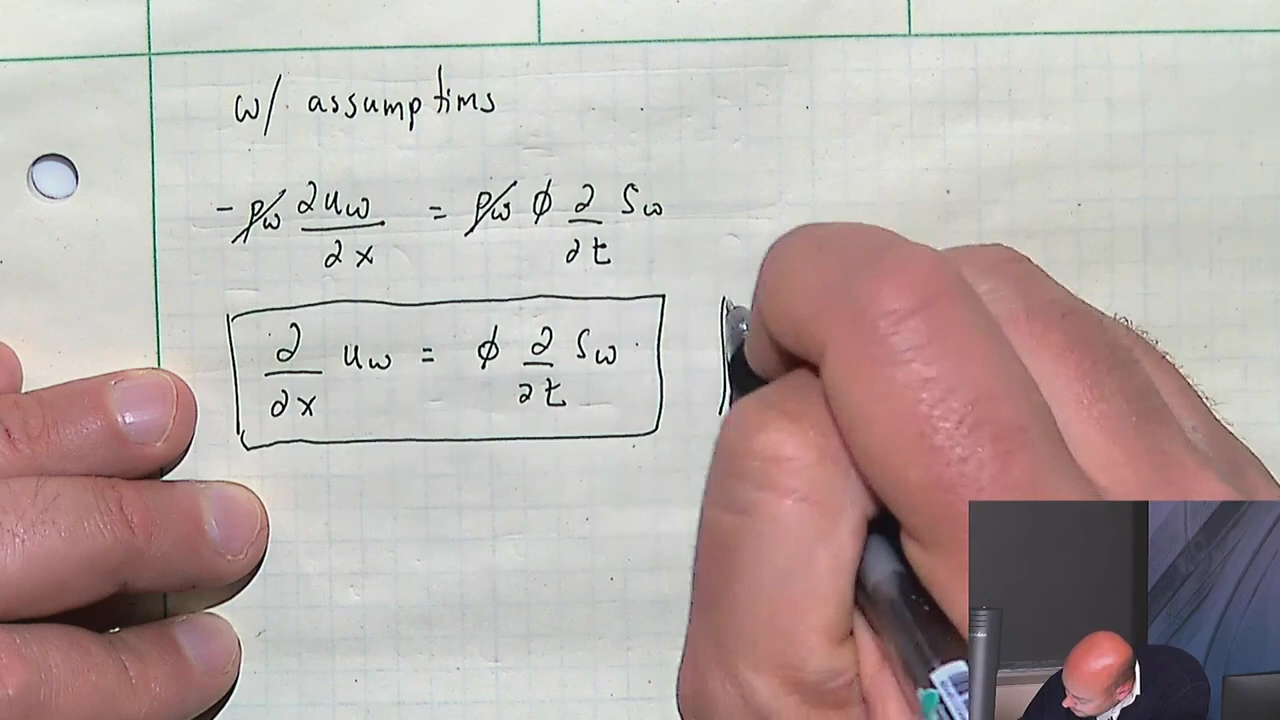 w/ assumptions
-ρw ∂uw/∂x = ρw ϕ ∂/∂t Sw
∂/∂x uw = ϕ ∂/∂t Sw